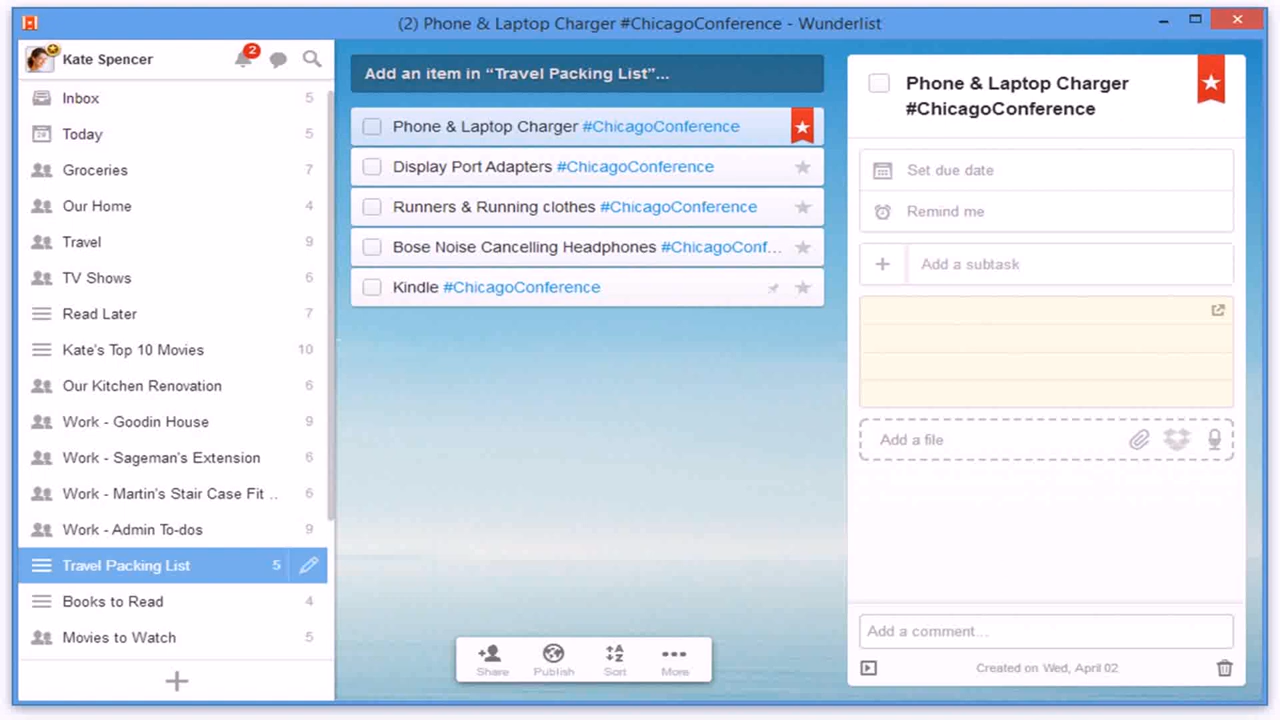 (2) Phone & Laptop Charger #ChicagoConference - Wunderlist
Kate Spencer
2
Inbox 5
Today 5
Groceries 7
Our Home 4
Travel 9
TV Shows 6
Read Later 7
Kate's Top 10 Movies 10
Our Kitchen Renovation 6
Work - Goodin House 9
Work - Sageman's Extension 6
Work - Martin's Stair Case Fit .. 6
Work - Admin To-dos 9
Travel Packing List 5
Books to Read 4
Movies to Watch 5
Add an item in “Travel Packing List”...
Phone & Laptop Charger #ChicagoConference
Display Port Adapters #ChicagoConference
Runners & Running clothes #ChicagoConference
Bose Noise Cancelling Headphones #ChicagoConf...
Kindle #ChicagoConference
Share
Publish
Sort
More
Phone & Laptop Charger
#ChicagoConference
Set due date
Remind me
Add a subtask
Add a file
Add a comment...
Created on Wed, April 02